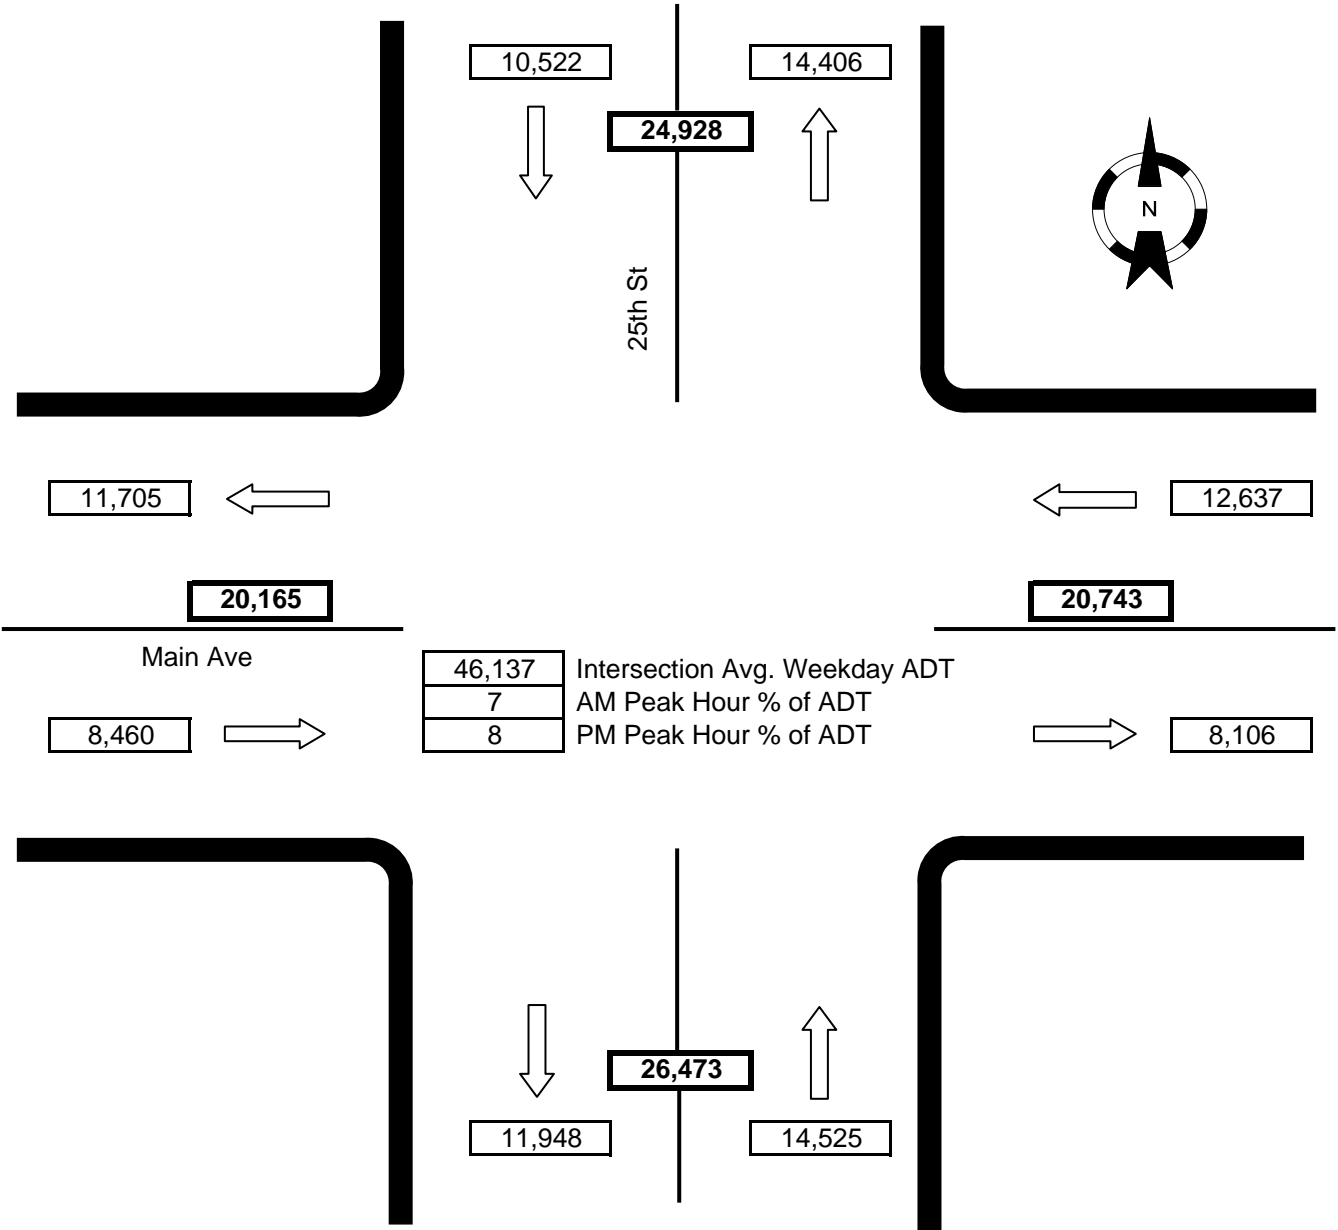 10,522
14,406
24,928
N
25th St
11,705
12,637
20,165
20,743
Main Ave
46,137 Intersection Avg. Weekday ADT
7 AM Peak Hour % of ADT
8 PM Peak Hour % of ADT
8,460
8,106
26,473
11,948
14,525